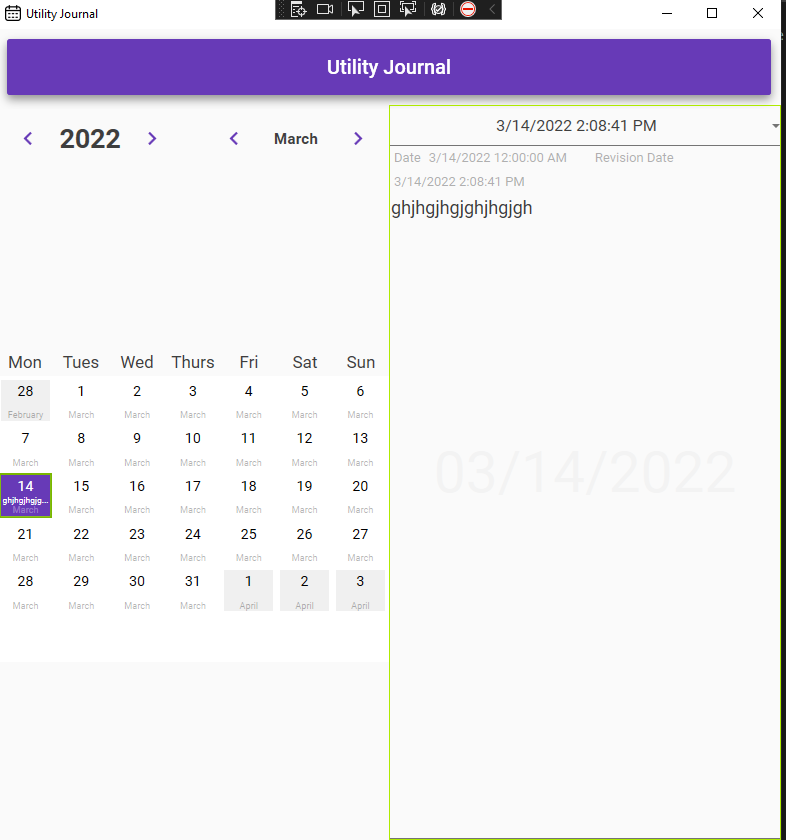 Utility Journal
Utility Journal
2022 March
3/14/2022 2:08:41 PM
Date 3/14/2022 12:00:00 AM Revision Date
3/14/2022 2:08:41 PM
ghjhgjhgjghjhgjgh
03/14/2022
Mon Tues Wed Thurs Fri Sat Sun
28 1 2 3 4 5 6
February March March March March March March
7 8 9 10 11 12 13
March March March March March March March
14 15 16 17 18 19 20
ghjhgjhgjg...
March March March March March March March
21 22 23 24 25 26 27
March March March March March March March
28 29 30 31 1 2 3
March March March March April April April